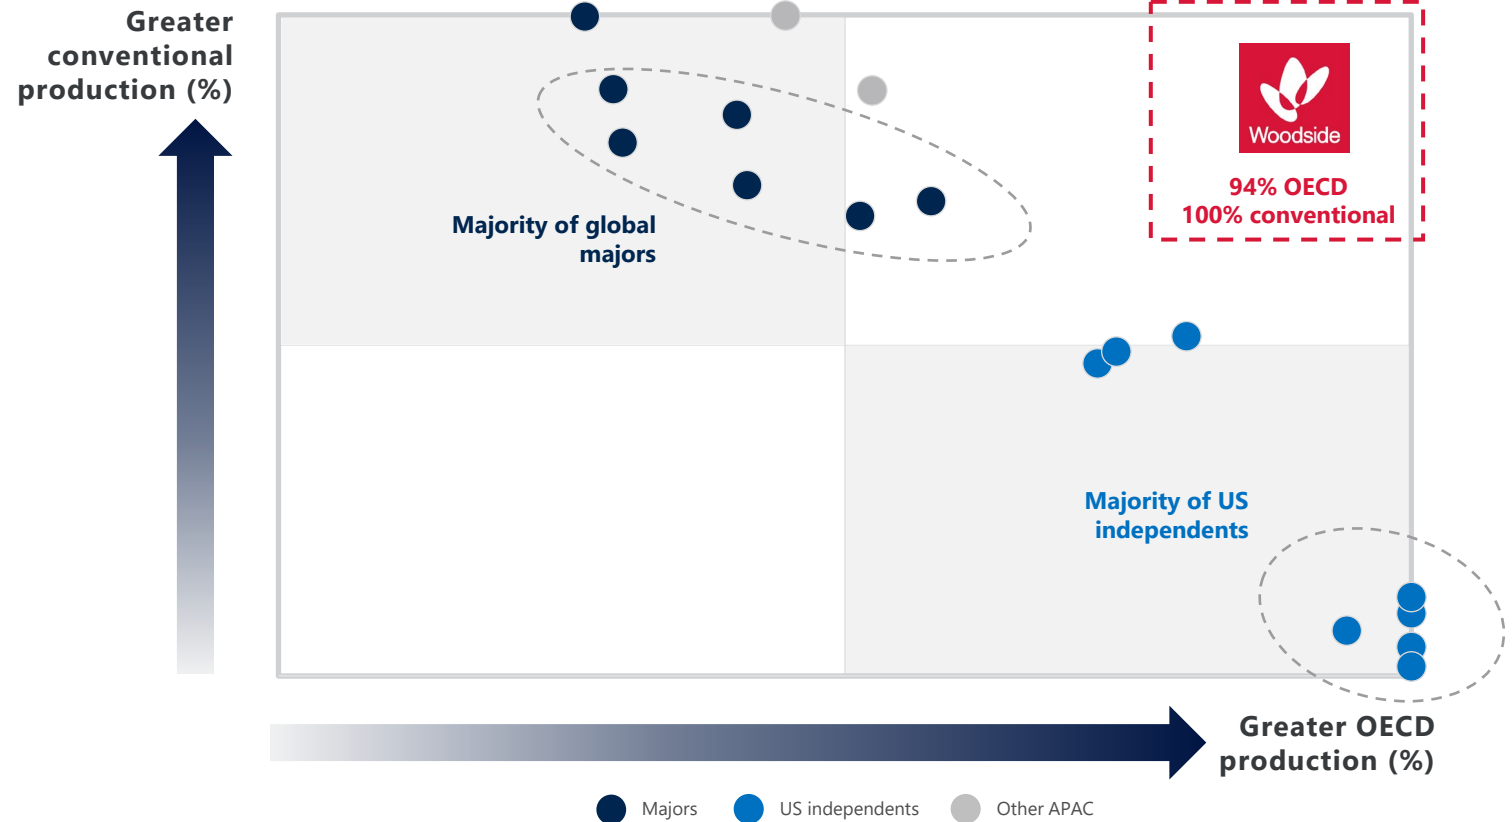 Greater
conventional
production (%)
Woodside
94% OECD
100% conventional
Majority of global
majors
Majority of US
independents
Greater OECD
production (%)
Majors
US independents
Other APAC